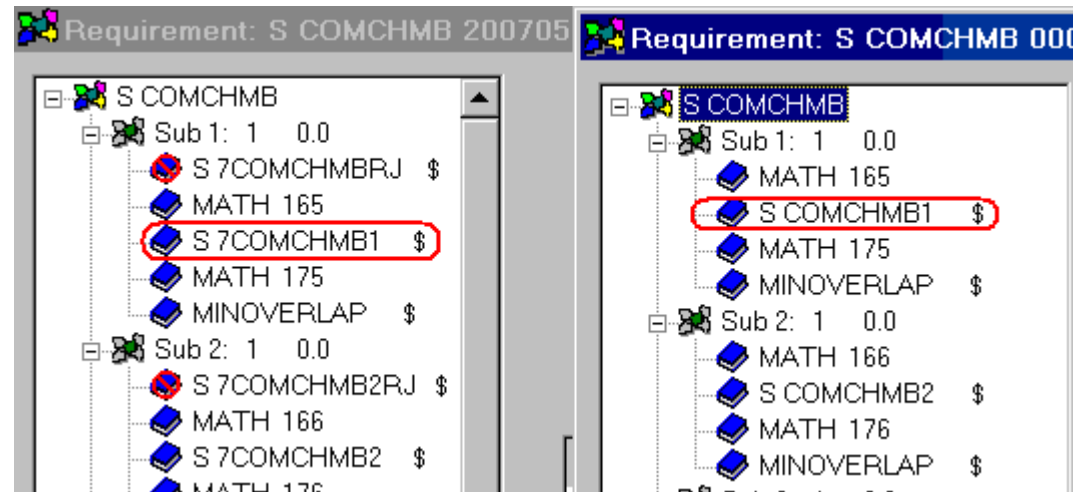 Requirement: S COMCHMB 200705
S COMCHMB
Sub 1: 1 0.0
S 7COMCHMBRJ $
MATH 165
S 7COMCHMB1 $
MATH 175
MINOVERLAP $
Sub 2: 1 0.0
S 7COMCHMB2RJ $
MATH 166
S 7COMCHMB2 $
MATH 176
Requirement: S COMCHMB 000
S COMCHMB
Sub 1: 1 0.0
MATH 165
S COMCHMB1 $
MATH 175
MINOVERLAP $
Sub 2: 1 0.0
MATH 166
S COMCHMB2 $
MATH 176
MINOVERLAP $